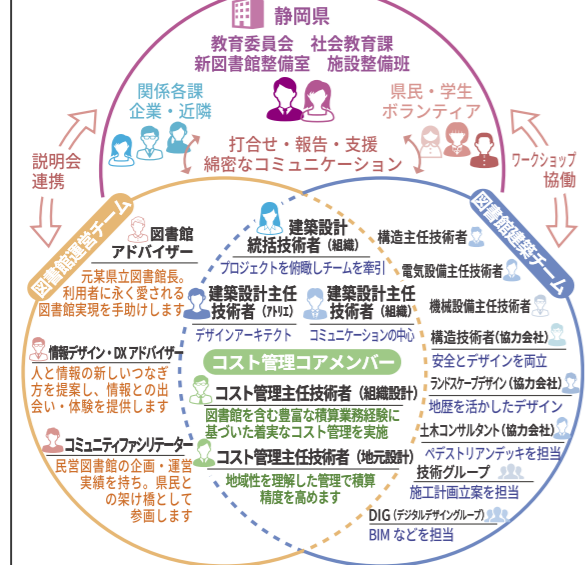 静岡県
教育委員会　社会教育課
新図書館整備室　施設整備班
関係各課
企業・近隣
県民・学生
ボランティア
打合せ・報告・支援
綿密なコミュニケーション
説明会
連携
ワークショップ
協働
図書館運営チーム
図書館建築チーム
図書館
アドバイザー
元某県立図書館長。
利用者に永く愛される
図書館実現を手助けします
情報デザイン・DXアドバイザー
人と情報の新しいつなぎ
方を提案し、情報との出
会い・体験を提供します
コミュニティファシリテーター
民営図書館の企画・運営
実績を持ち。県民と
の架け橋として
参画します
建築設計
統括技術者（組織）
プロジェクトを俯瞰しチームを牽引
建築設計主任
技術者（アトリエ）
デザインアーキテクト
建築設計主任
技術者（組織）
コミュニケーションの中心
コスト管理コアメンバー
コスト管理主任技術者（組織設計）
図書館を含む豊富な積算業務経験に
基づいた着実なコスト管理を実施
コスト管理主任技術者（地元設計）
地域性を理解した管理で積算
精度を高めます
構造主任技術者
電気設備主任技術者
機械設備主任技術者
構造技術者（協力会社）
安全とデザインを両立
ランドスケープデザイン（協力会社）
地歴を活かしたデザイン
土木コンサルタント（協力会社）
ペデストリアンデッキを担当
技術グループ
施工計画立案を担当
DIG（デジタルデザイングループ）
BIMなどを担当